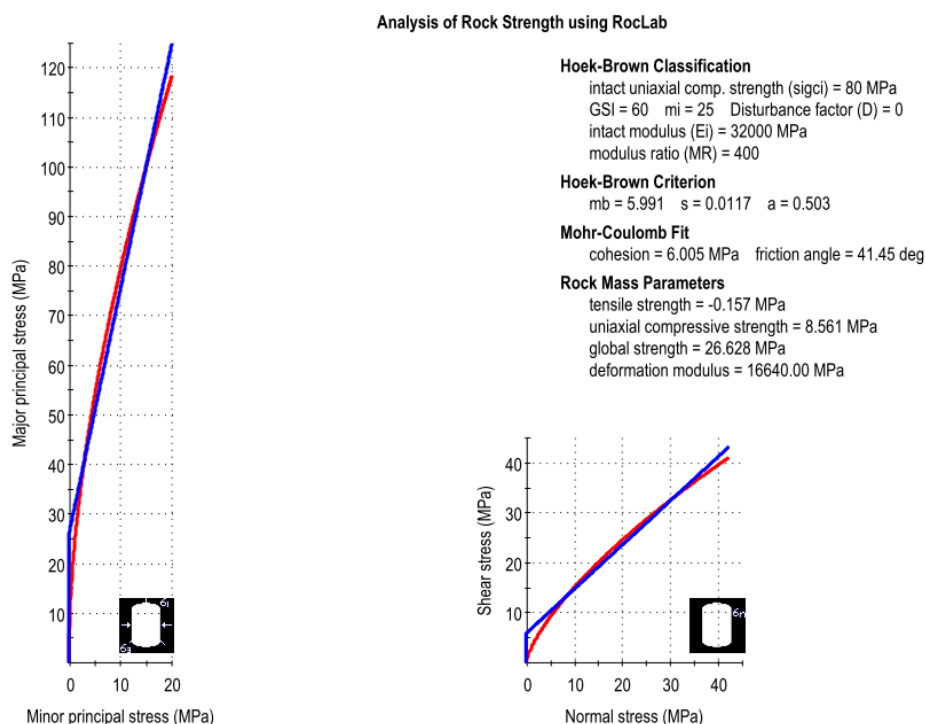 Analysis of Rock Strength using RocLab
Hoek-Brown Classification
intact uniaxial comp. strength (sigci) = 80 MPa
GSI = 60 mi = 25 Disturbance factor (D) = 0
intact modulus (Ei) = 32000 MPa
modulus ratio (MR) = 400
Hoek-Brown Criterion
mb = 5.991 s = 0.0117 a = 0.503
Mohr-Coulomb Fit
cohesion = 6.005 MPa friction angle = 41.45 deg
Rock Mass Parameters
tensile strength = -0.157 MPa
uniaxial compressive strength = 8.561 MPa
global strength = 26.628 MPa
deformation modulus = 16640.00 MPa
Major principal stress (MPa)
120
110
100
90
80
70
60
50
40
30
20
10
0 10 20
Minor principal stress (MPa)
Shear stress (MPa)
40
30
20
10
0 10 20 30 40
Normal stress (MPa)